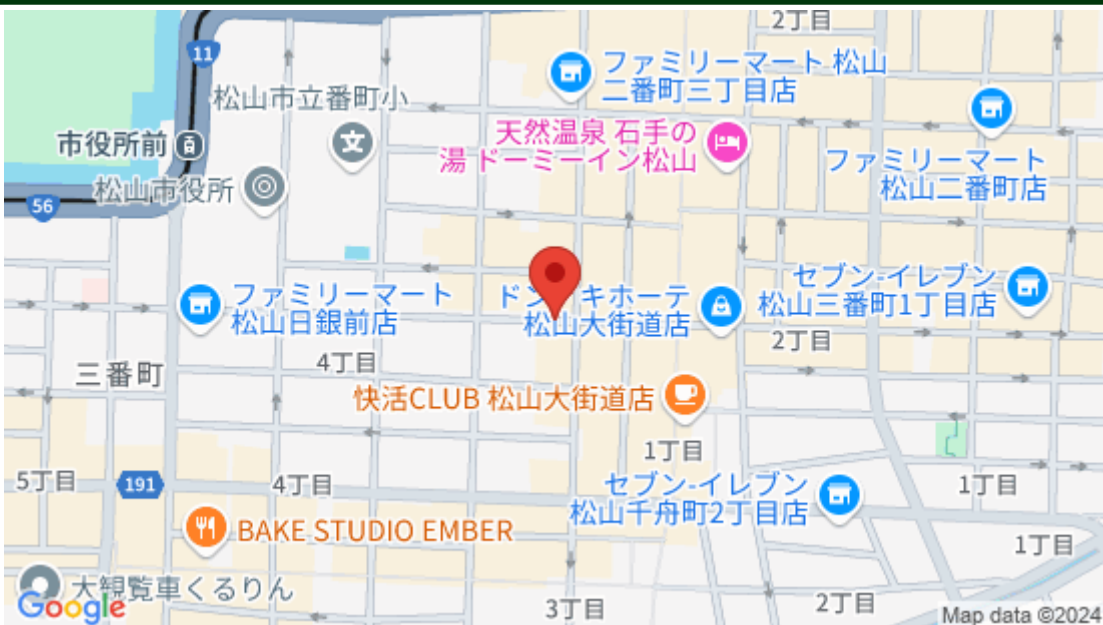 2丁目
11
ファミリーマート 松山
二番町三丁目店
松山市立番町小
天然温泉 石手の
湯 ドーミーイン松山
市役所前
ファミリーマート
松山二番町店
松山市役所
56
セブン-イレブン
松山三番町1丁目店
ファミリーマート
松山日銀前店
ドン キホーテ
松山大街道店
2丁目
4丁目
三番町
快活CLUB 松山大街道店
1丁目
5丁目
191
4丁目
セブン-イレブン
松山千舟町2丁目店
1丁目
BAKE STUDIO EMBER
1丁目
大観覧車くるりん
Google
3丁目
2丁目
Map data ©2024